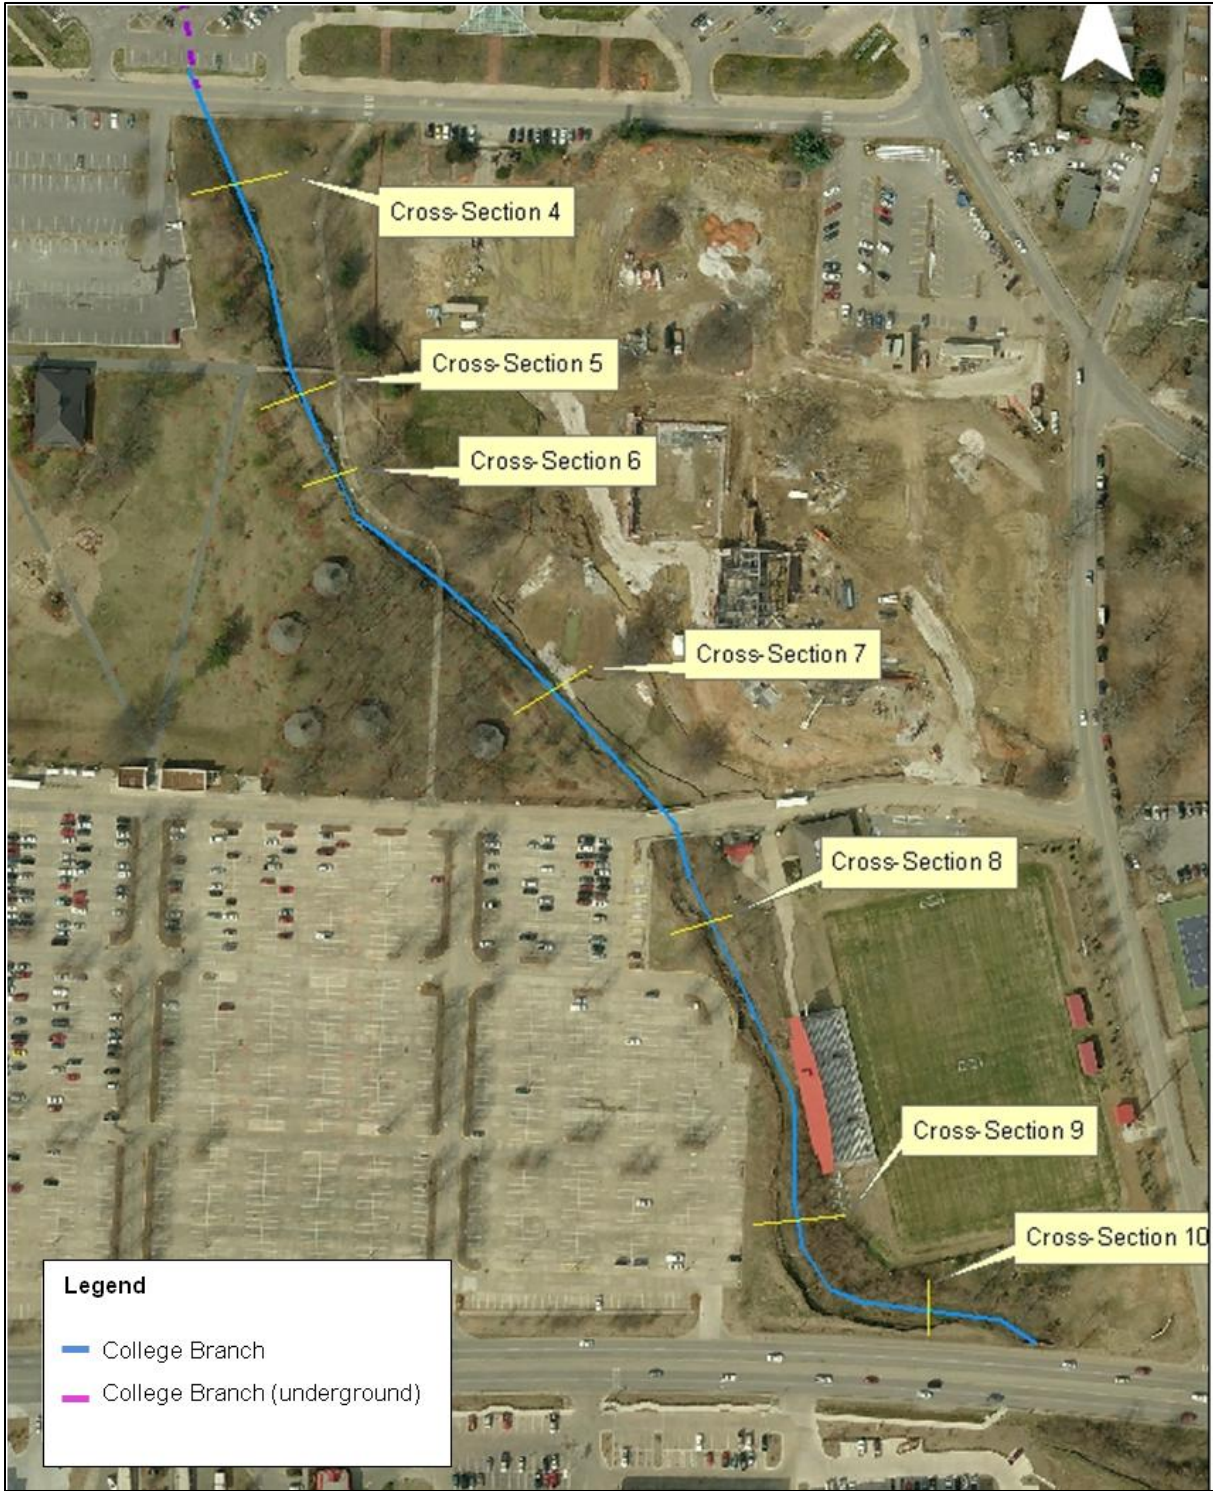 Cross-Section 4
Cross-Section 5
Cross-Section 6
Cross-Section 7
Cross-Section 8
Cross-Section 9
Cross-Section 10
Legend
College Branch
College Branch (underground)